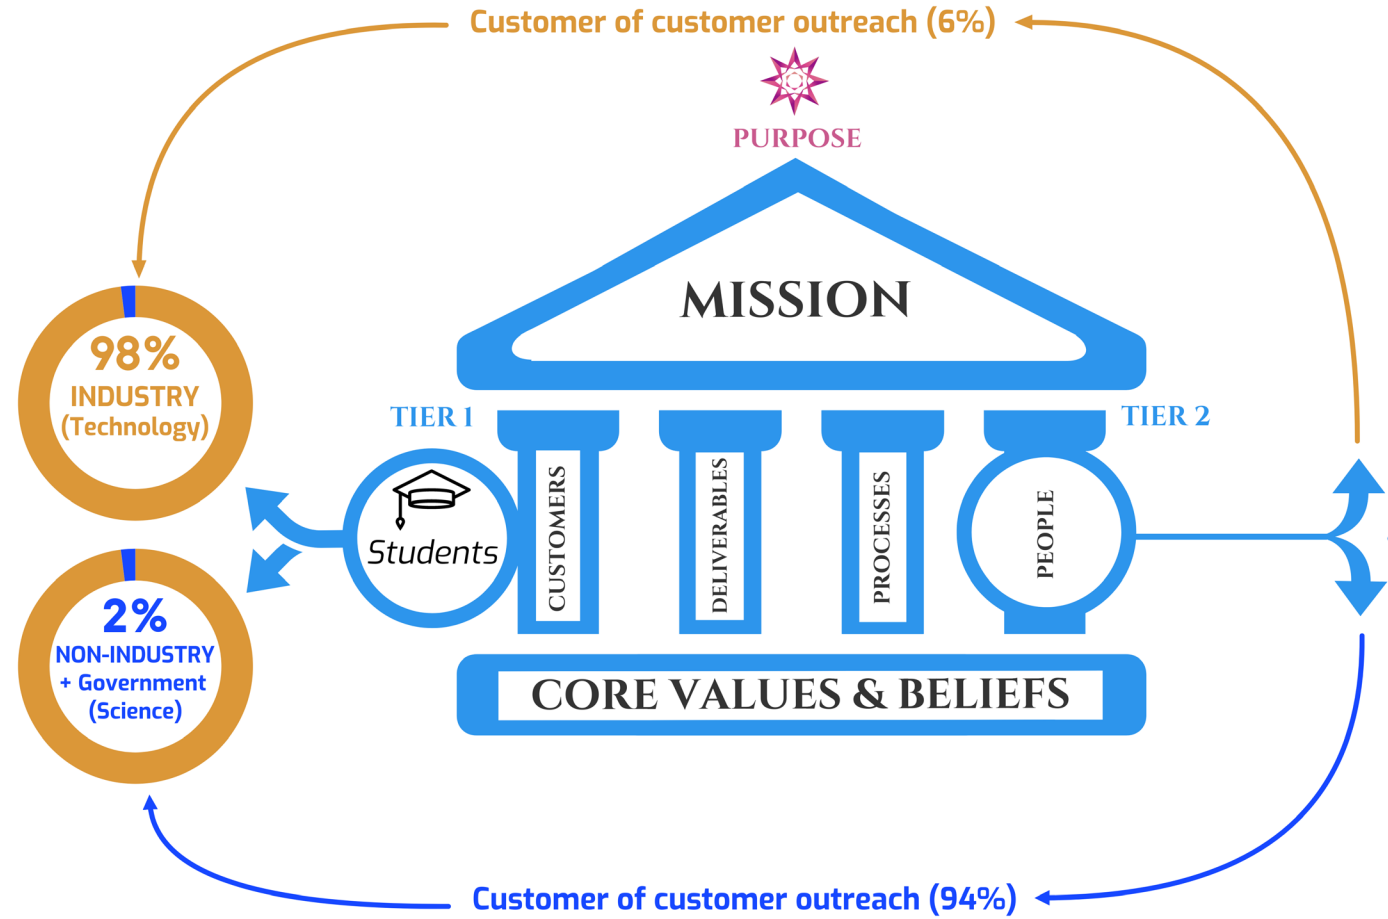 Customer of customer outreach (6%)
PURPOSE
MISSION
98%
INDUSTRY
(Technology)
TIER 1
TIER 2
Students
CUSTOMERS
DELIVERABLES
PROCESSES
PEOPLE
2%
NON-INDUSTRY
+ Government
(Science)
CORE VALUES & BELIEFS
Customer of customer outreach (94%)